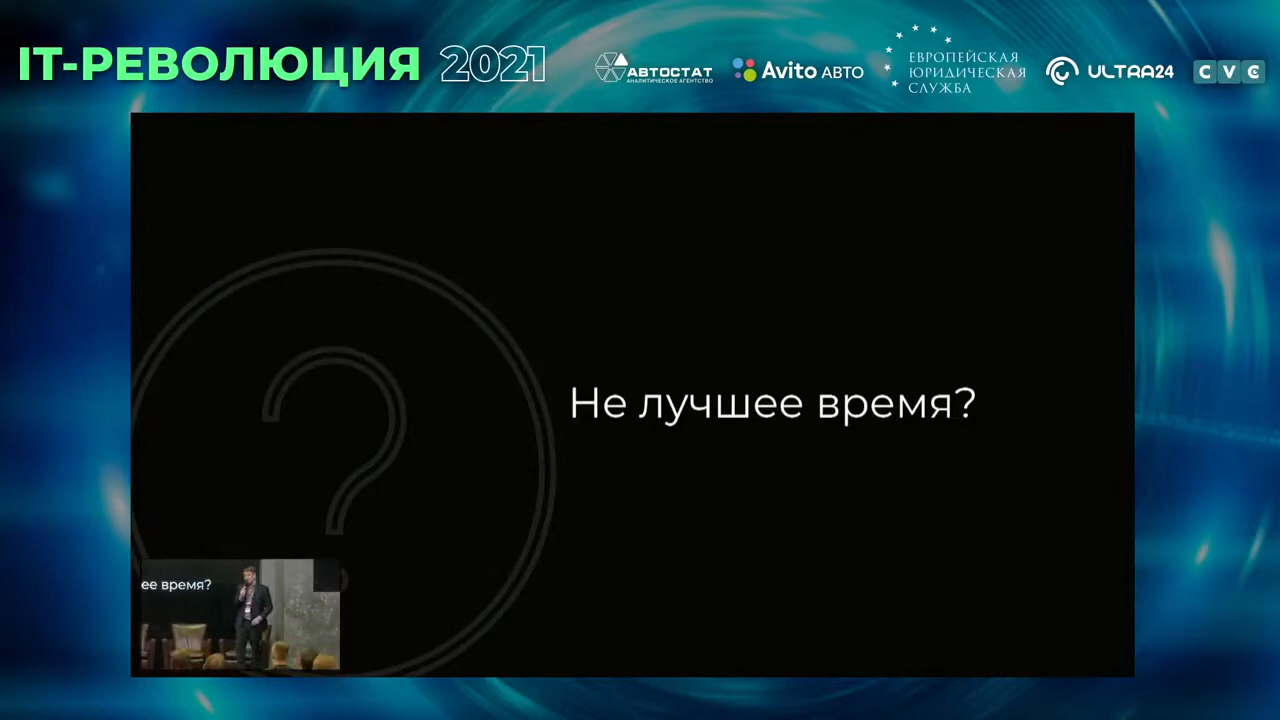 IT-РЕВОЛЮЦИЯ 2021
АВТОСТАТ
АНАЛИТИЧЕСКОЕ АГЕНТСТВО
Avito АВТО
ЕВРОПЕЙСКАЯ
ЮРИДИЧЕСКАЯ
СЛУЖБА
ULTRA24
CVC
Не лучшее время?
ее время?